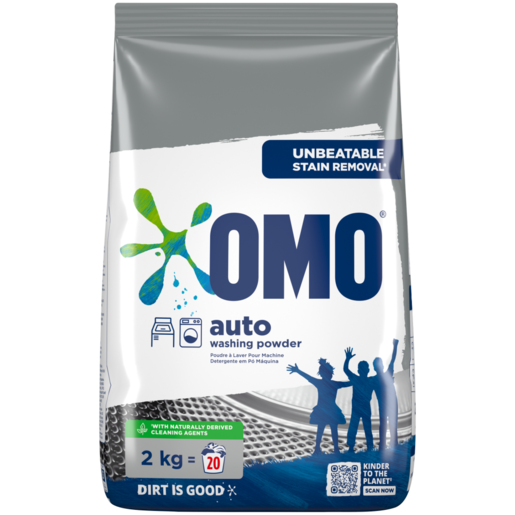 UNBEATABLE
STAIN REMOVAL*
OMO®
auto
washing powder
Poudre à Laver Pour Machine
Detergente em Pó Máquina
*WITH NATURALLY DERIVED
CLEANING AGENTS
2 kg = 20
DIRT IS GOOD
KINDER
TO THE
PLANET*
SCAN NOW